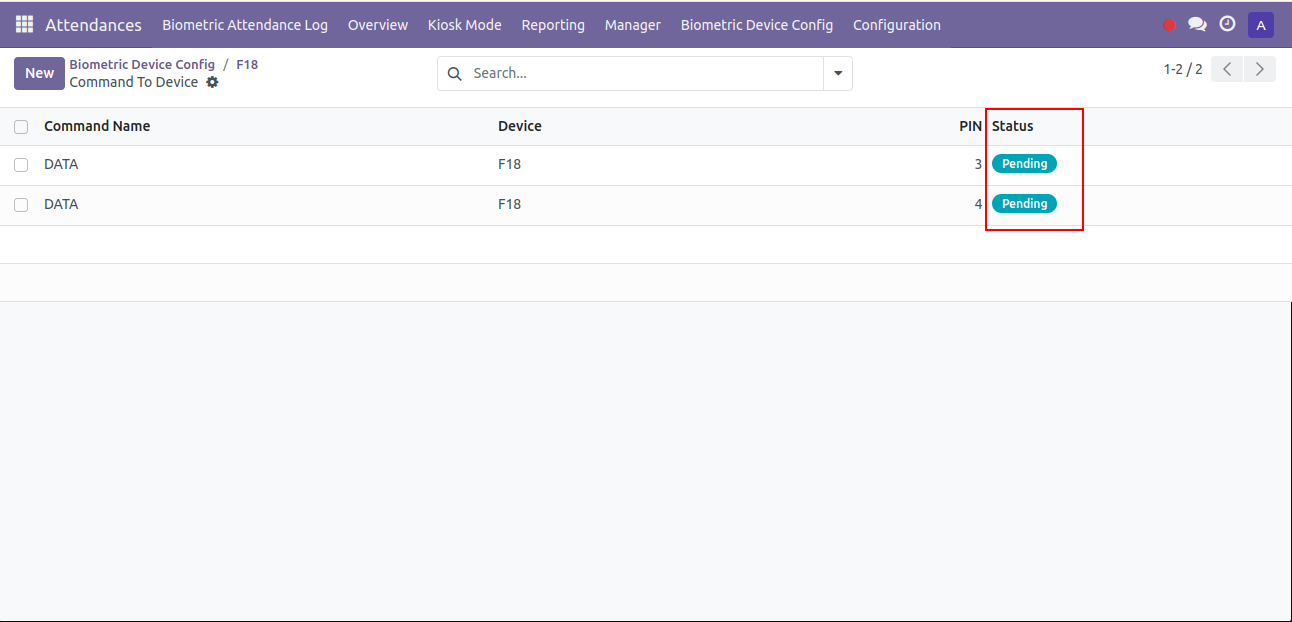 Attendances Biometric Attendance Log Overview Kiosk Mode Reporting Manager Biometric Device Config Configuration A
New Biometric Device Config / F18
Command To Device
Search...
1-2 / 2
Command Name Device PIN Status
DATA F18 3 Pending
DATA F18 4 Pending